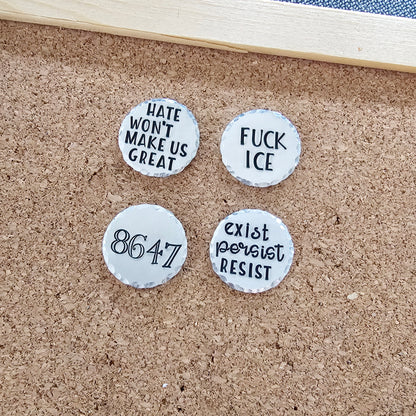 HATE
WON'T
MAKE US
GREAT
FUCK
ICE
8647
exist
persist
RESIST